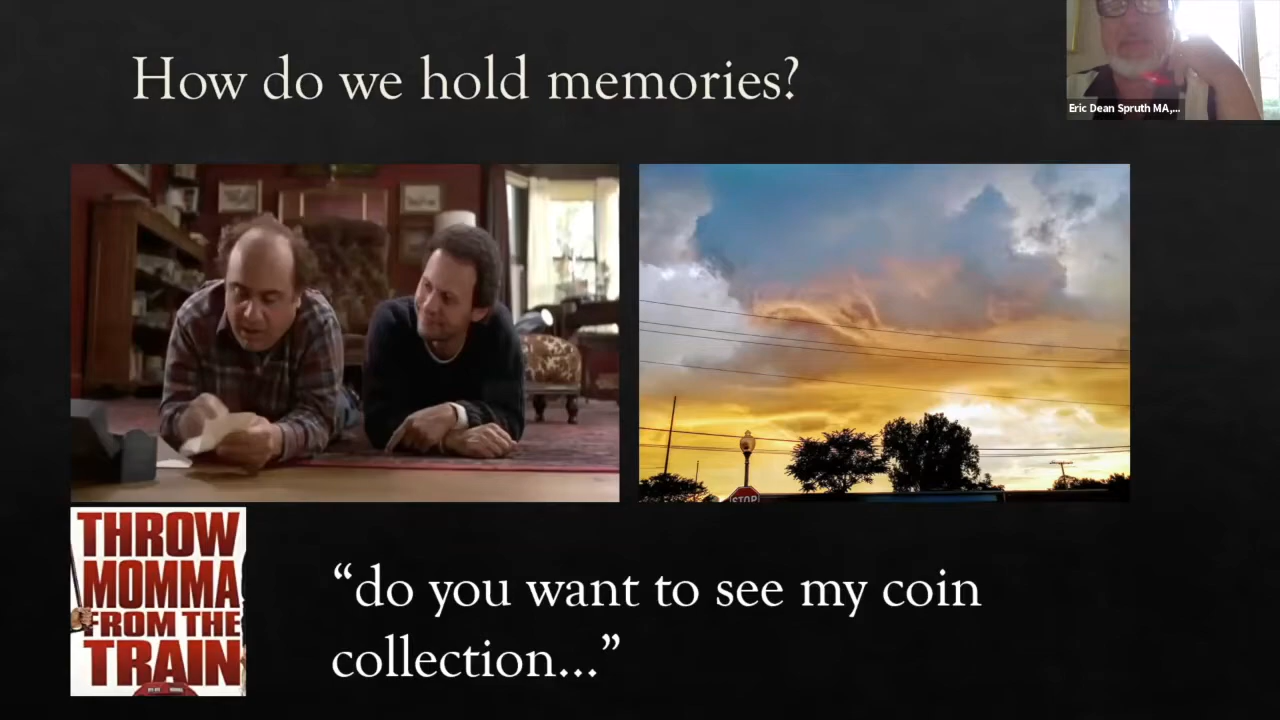 How do we hold memories?
Eric Dean Spruth MA,...
STOP
THROW
MOMMA
FROM THE
TRAIN
“do you want to see my coin
collection...”